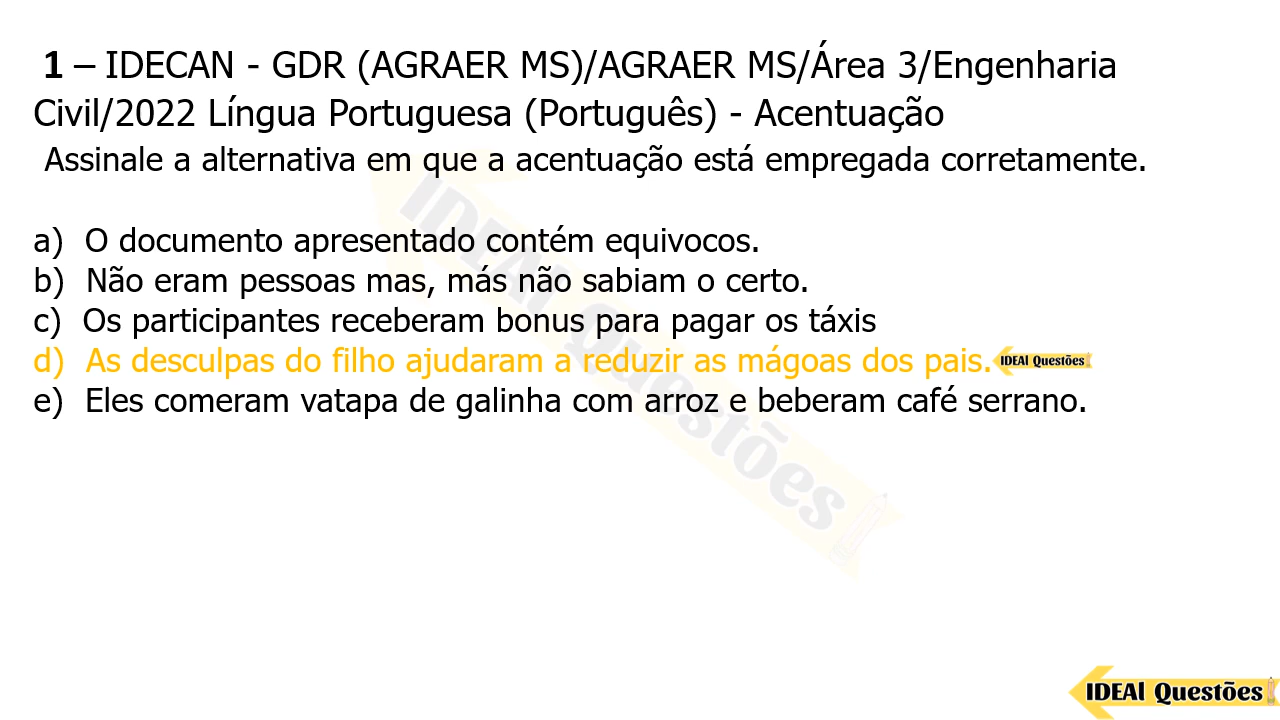 1 – IDECAN - GDR (AGRAER MS)/AGRAER MS/Área 3/Engenharia
Civil/2022 Língua Portuguesa (Português) - Acentuação
Assinale a alternativa em que a acentuação está empregada corretamente.
a) O documento apresentado contém equivocos.
b) Não eram pessoas mas, más não sabiam o certo.
c) Os participantes receberam bonus para pagar os táxis
d) As desculpas do filho ajudaram a reduzir as mágoas dos pais. IDEAl Questões
e) Eles comeram vatapa de galinha com arroz e beberam café serrano.
IDEAl Questões
IDEAl Questões